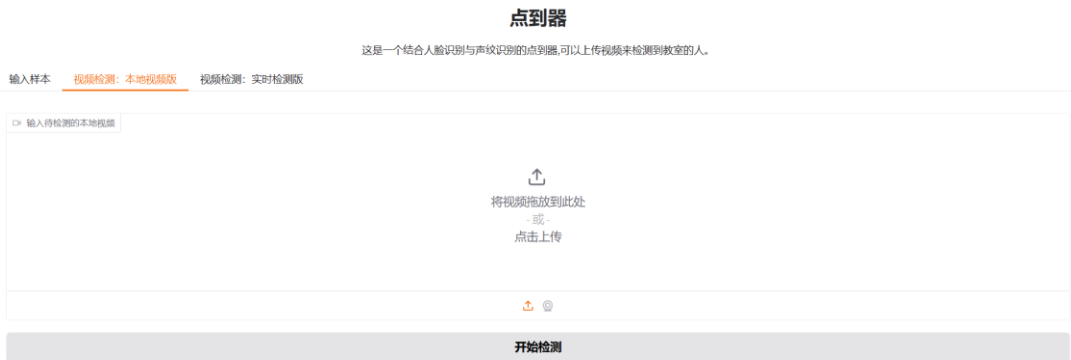 点到器
这是一个结合人脸识别与声纹识别的点到器,可以上传视频来检测到教室的人。
输入样本 视频检测：本地视频版 视频检测：实时检测版
输入待检测的本地视频
将视频拖放到此处
- 或 -
点击上传
开始检测